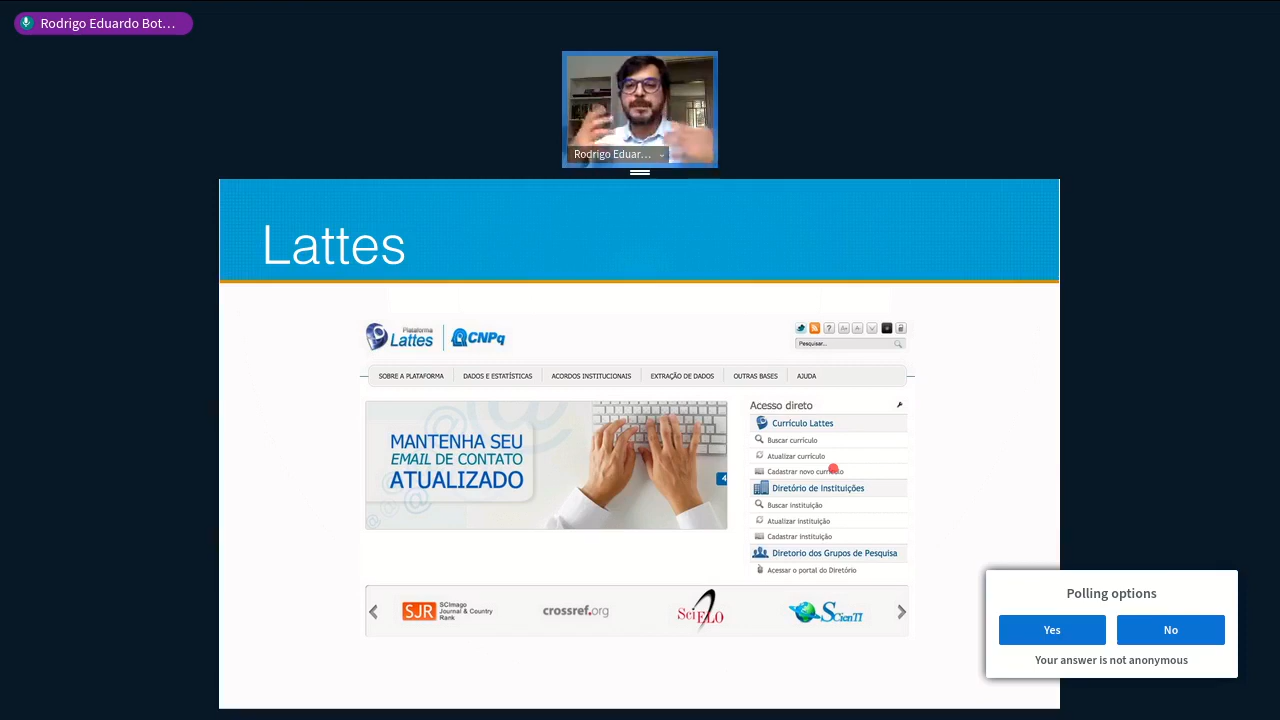 Rodrigo Eduardo Bot...
Rodrigo Eduar...
Lattes
Plataforma
Lattes
CNPq
Pesquisar...
SOBRE A PLATAFORMA
DADOS E ESTATÍSTICAS
ACORDOS INSTITUCIONAIS
EXTRAÇÃO DE DADOS
OUTRAS BASES
AJUDA
MANTENHA SEU
EMAIL DE CONTATO
ATUALIZADO
4
Acesso direto
Currículo Lattes
Buscar currículo
Atualizar currículo
Cadastrar novo currículo
Diretório de Instituições
Buscar instituição
Atualizar instituição
Cadastrar instituição
Diretorio dos Grupos de Pesquisa
Acessar o portal do Diretório
SJR
SCImago
Journal & Country
Rank
crossref.org
SciELO
ScienTI
Polling options
Yes
No
Your answer is not anonymous